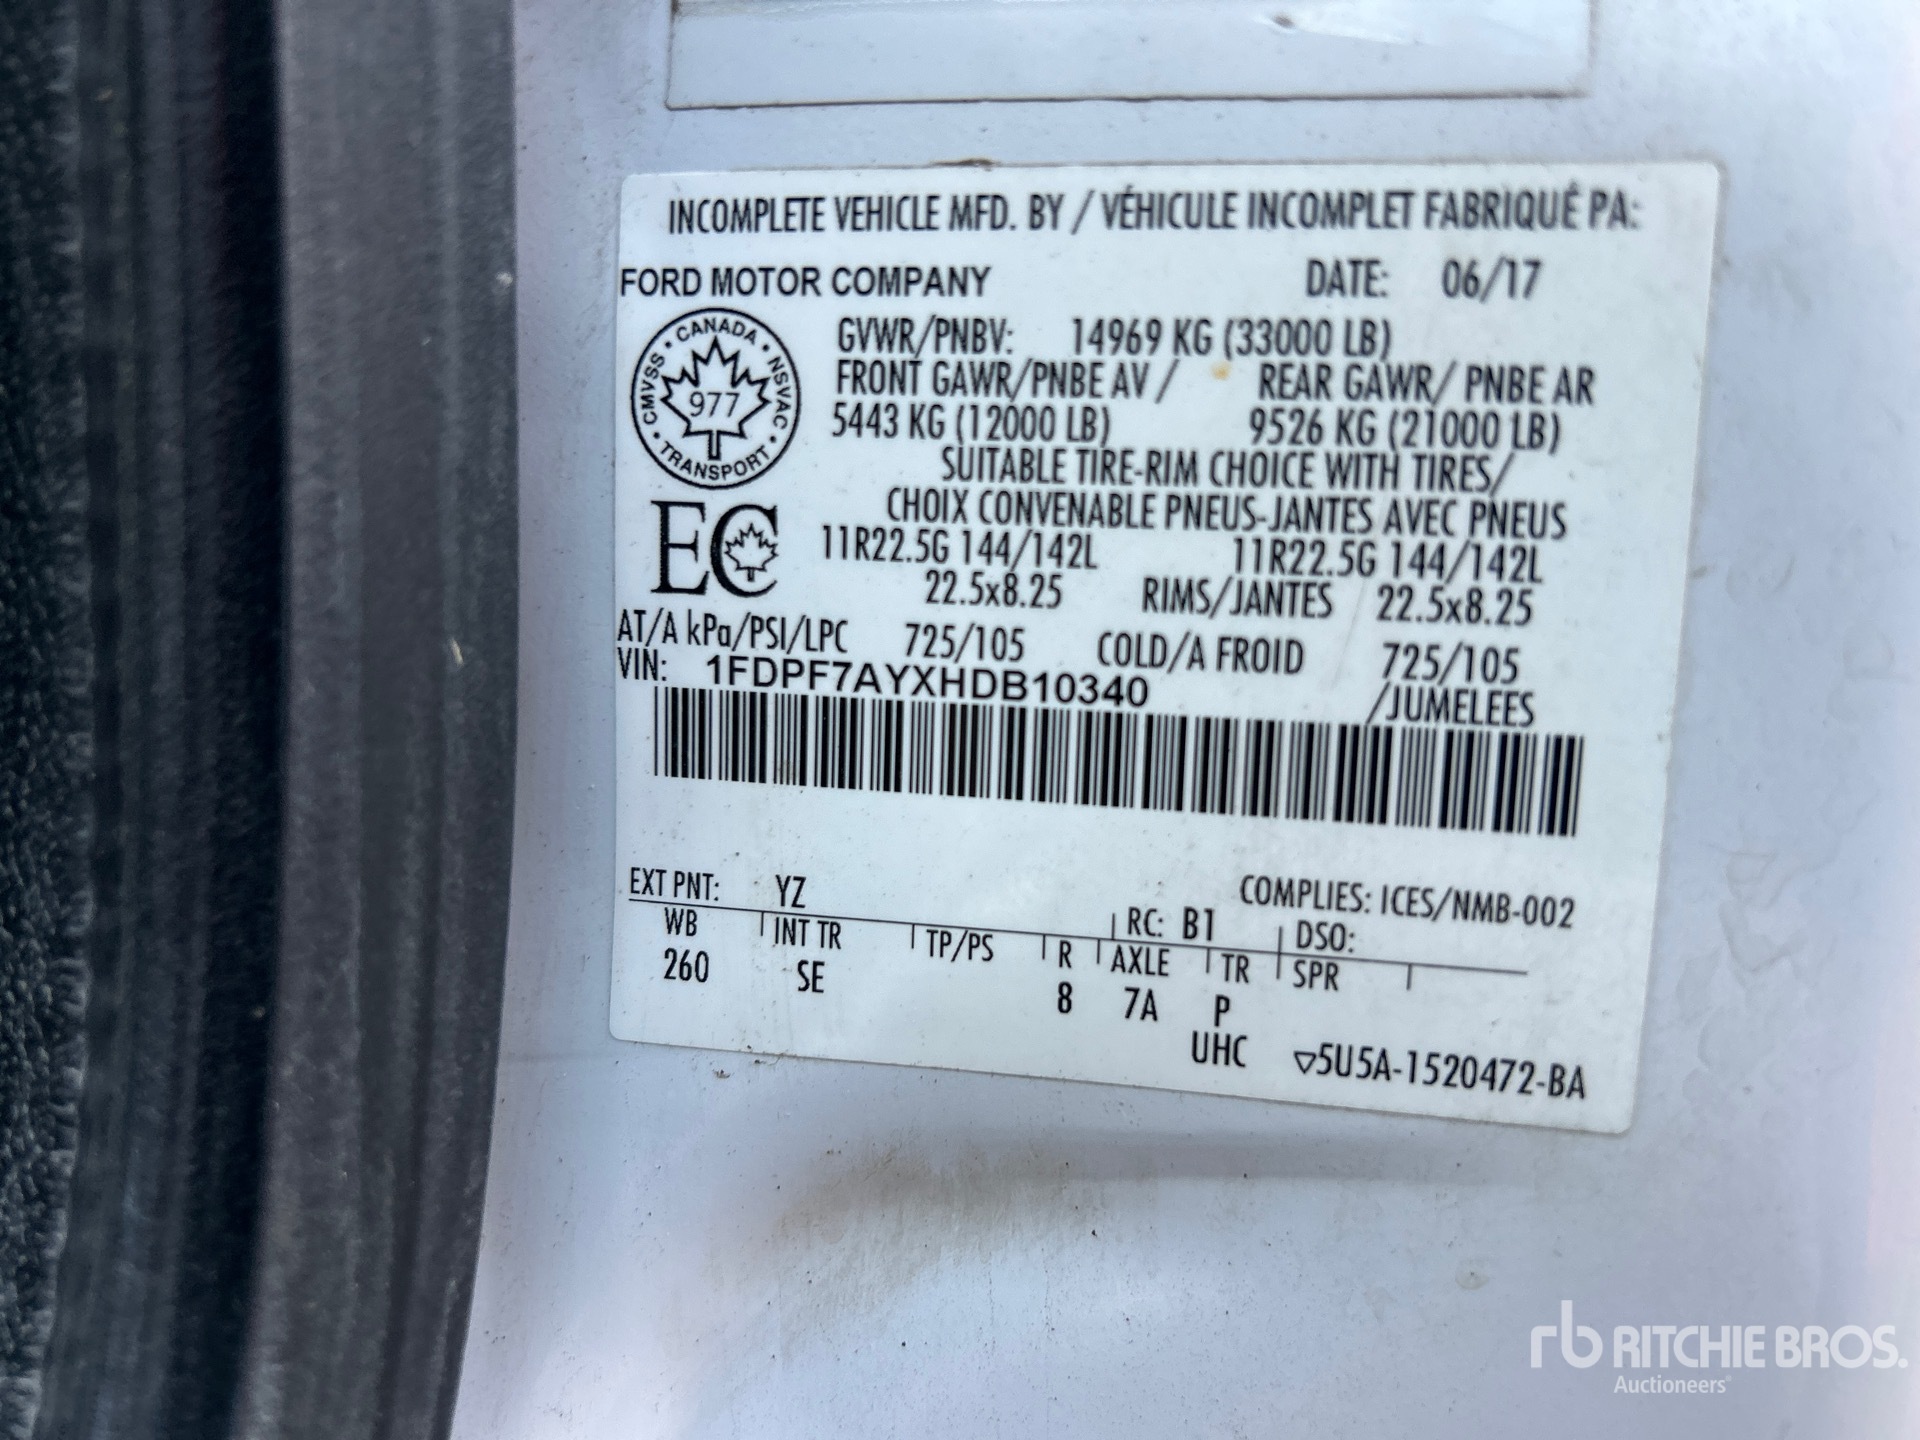 INCOMPLETE VEHICLE MFD. BY / VÉHICULE INCOMPLET FABRIQUÉ PA:
FORD MOTOR COMPANY DATE: 06/17
CANADA • NSVAC • TRANSPORT • CMVSS •
977
GVWR/PNBV: 14969 KG (33000 LB)
FRONT GAWR/PNBE AV / REAR GAWR/ PNBE AR
5443 KG (12000 LB) 9526 KG (21000 LB)
SUITABLE TIRE-RIM CHOICE WITH TIRES/
CHOIX CONVENABLE PNEUS-JANTES AVEC PNEUS
EC
11R22.5G 144/142L 11R22.5G 144/142L
22.5x8.25 RIMS/JANTES 22.5x8.25
AT/A kPa/PSI/LPC 725/105 COLD/A FROID 725/105
VIN: 1FDPF7AYXHDB10340 /JUMELEES
EXT PNT: YZ COMPLIES: ICES/NMB-002
RC: B1 DSO:
WB INT TR TP/PS R AXLE TR SPR
260 SE 8 7A P
UHC ▽5U5A-1520472-BA
rb RITCHIE BROS.
Auctioneers